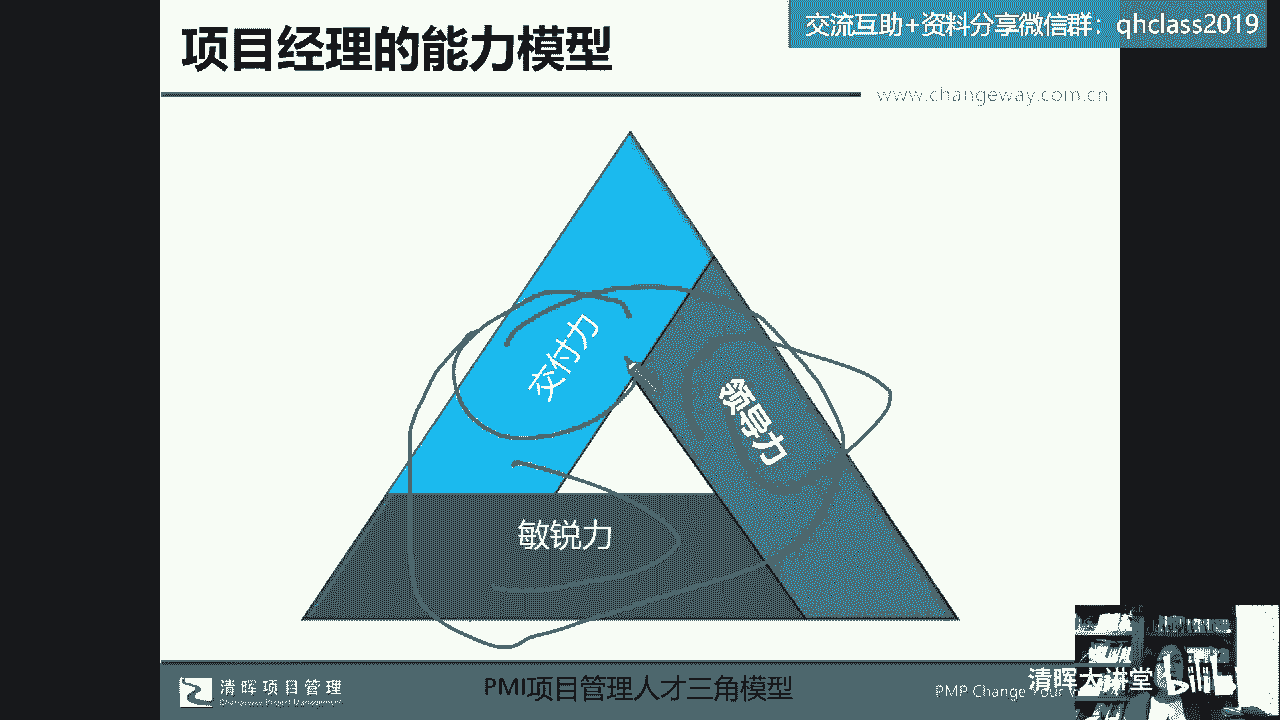 交流互助+资料分享微信群：qhclass2019
项目经理的能力模型
www.changeway.com.cn
交付力
领导力
敏锐力
清晖项目管理
Changeway Project Management
PMI项目管理人才三角模型
PMP Change Your
清晖大讲堂